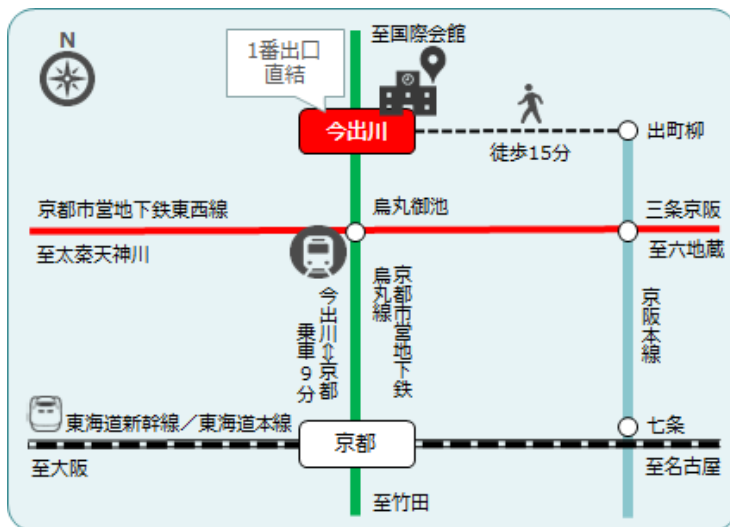 N
1番出口
直結
至国際会館
今出川
徒歩15分
出町柳
京都市営地下鉄東西線
烏丸御池
三条京阪
至太秦天神川
至六地蔵
今出川⇔京都
乗車9分
京都市営地下鉄
烏丸線
京阪本線
東海道新幹線／東海道本線
京都
七条
至大阪
至名古屋
至竹田